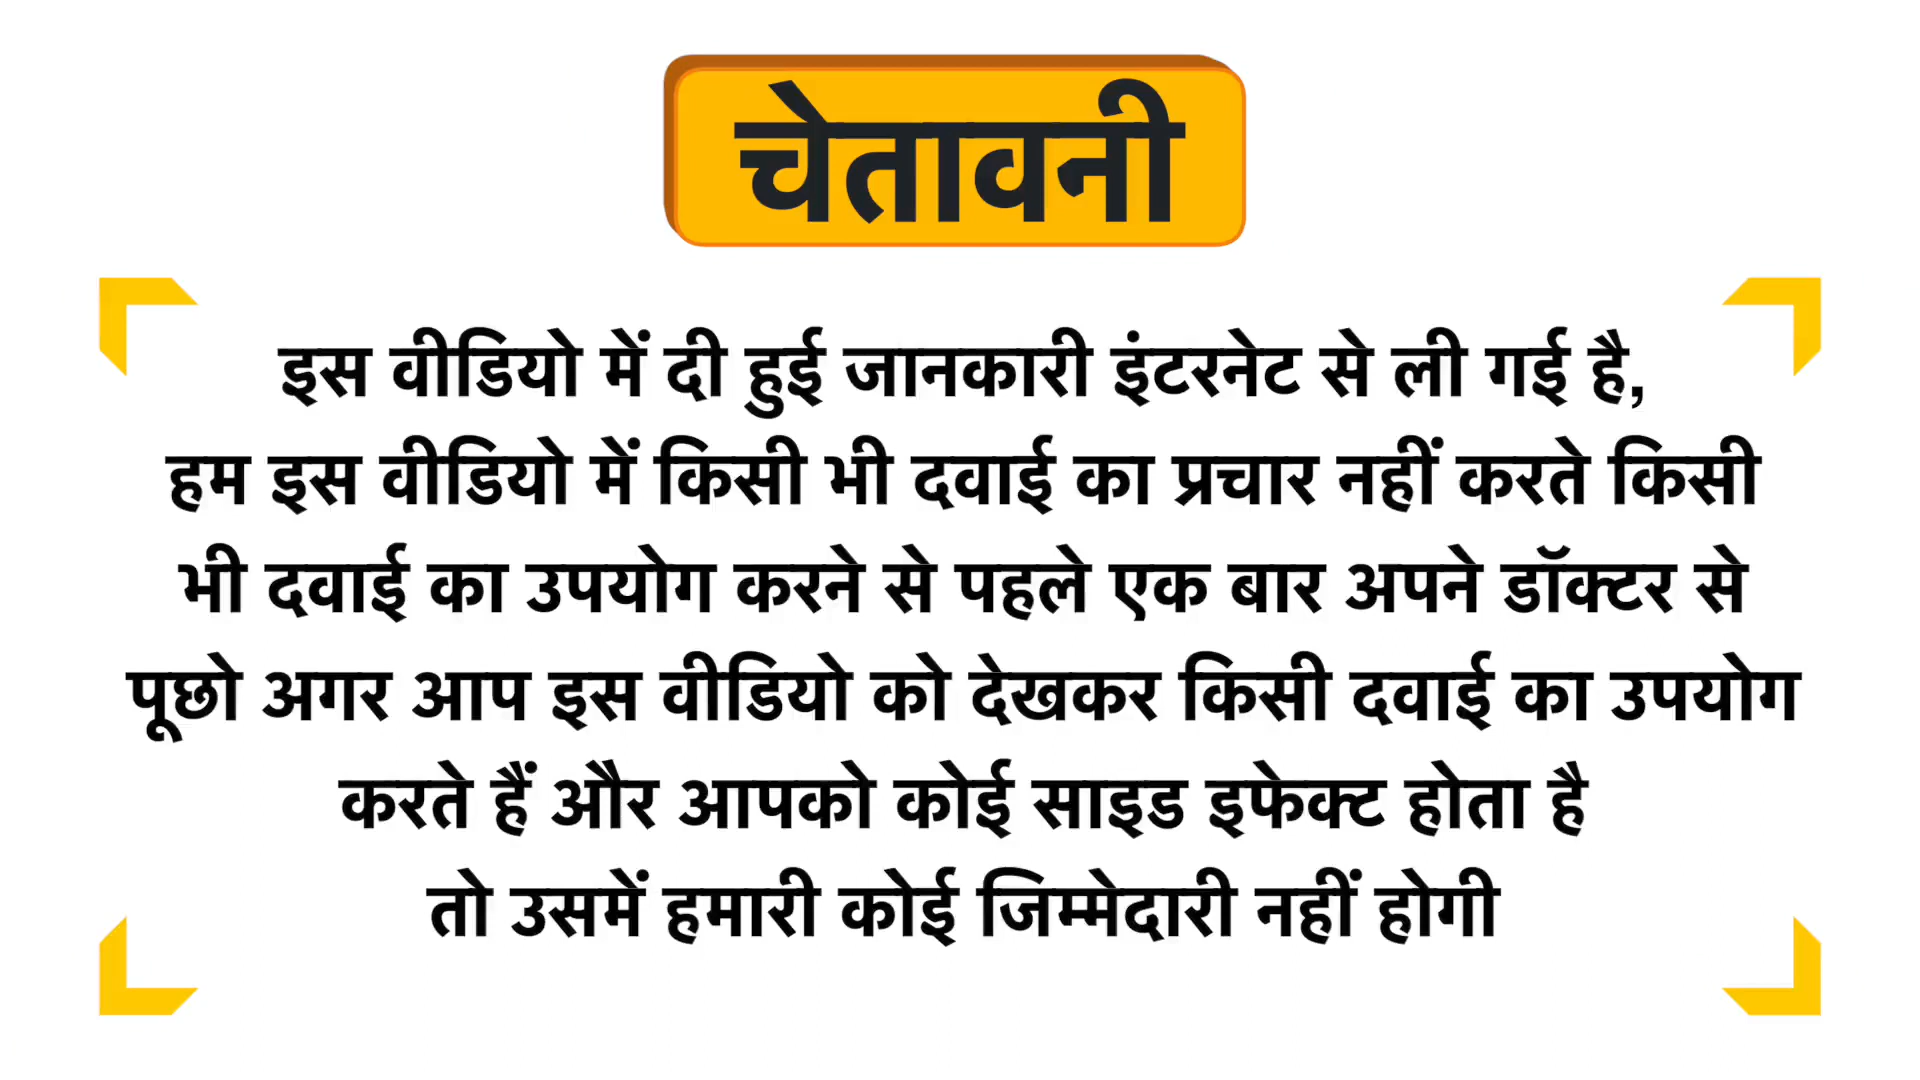 चेतावनी
इस वीडियो में दी हुई जानकारी इंटरनेट से ली गई है,
हम इस वीडियो में किसी भी दवाई का प्रचार नहीं करते किसी
भी दवाई का उपयोग करने से पहले एक बार अपने डॉक्टर से
पूछो अगर आप इस वीडियो को देखकर किसी दवाई का उपयोग
करते हैं और आपको कोई साइड इफेक्ट होता है
तो उसमें हमारी कोई जिम्मेदारी नहीं होगी